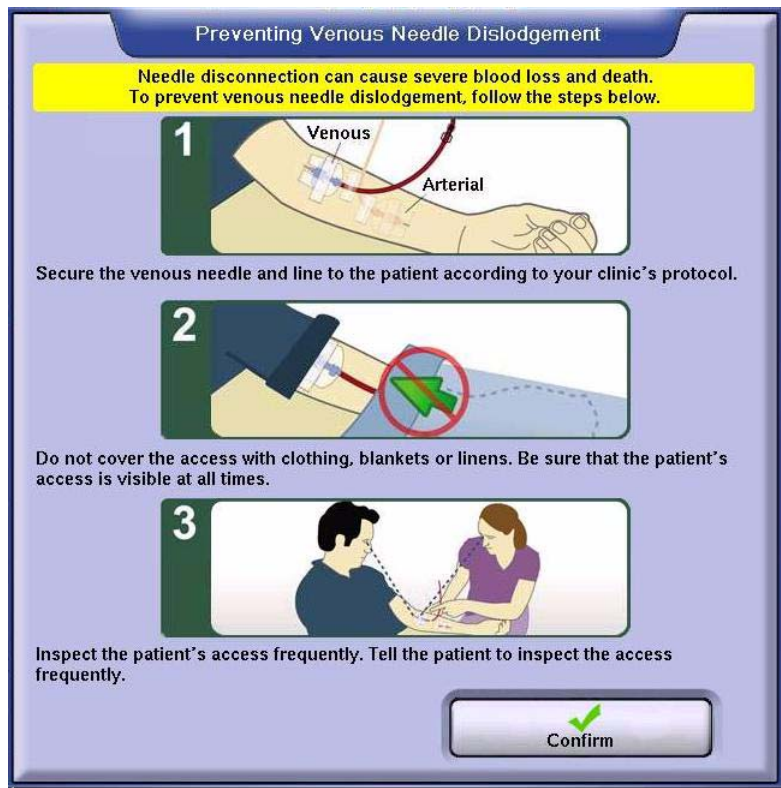 Preventing Venous Needle Dislodgement
Needle disconnection can cause severe blood loss and death.
To prevent venous needle dislodgement, follow the steps below.
1
Venous
Arterial
Secure the venous needle and line to the patient according to your clinic's protocol.
2
Do not cover the access with clothing, blankets or linens. Be sure that the patient's
access is visible at all times.
3
Inspect the patient's access frequently. Tell the patient to inspect the access
frequently.
Confirm